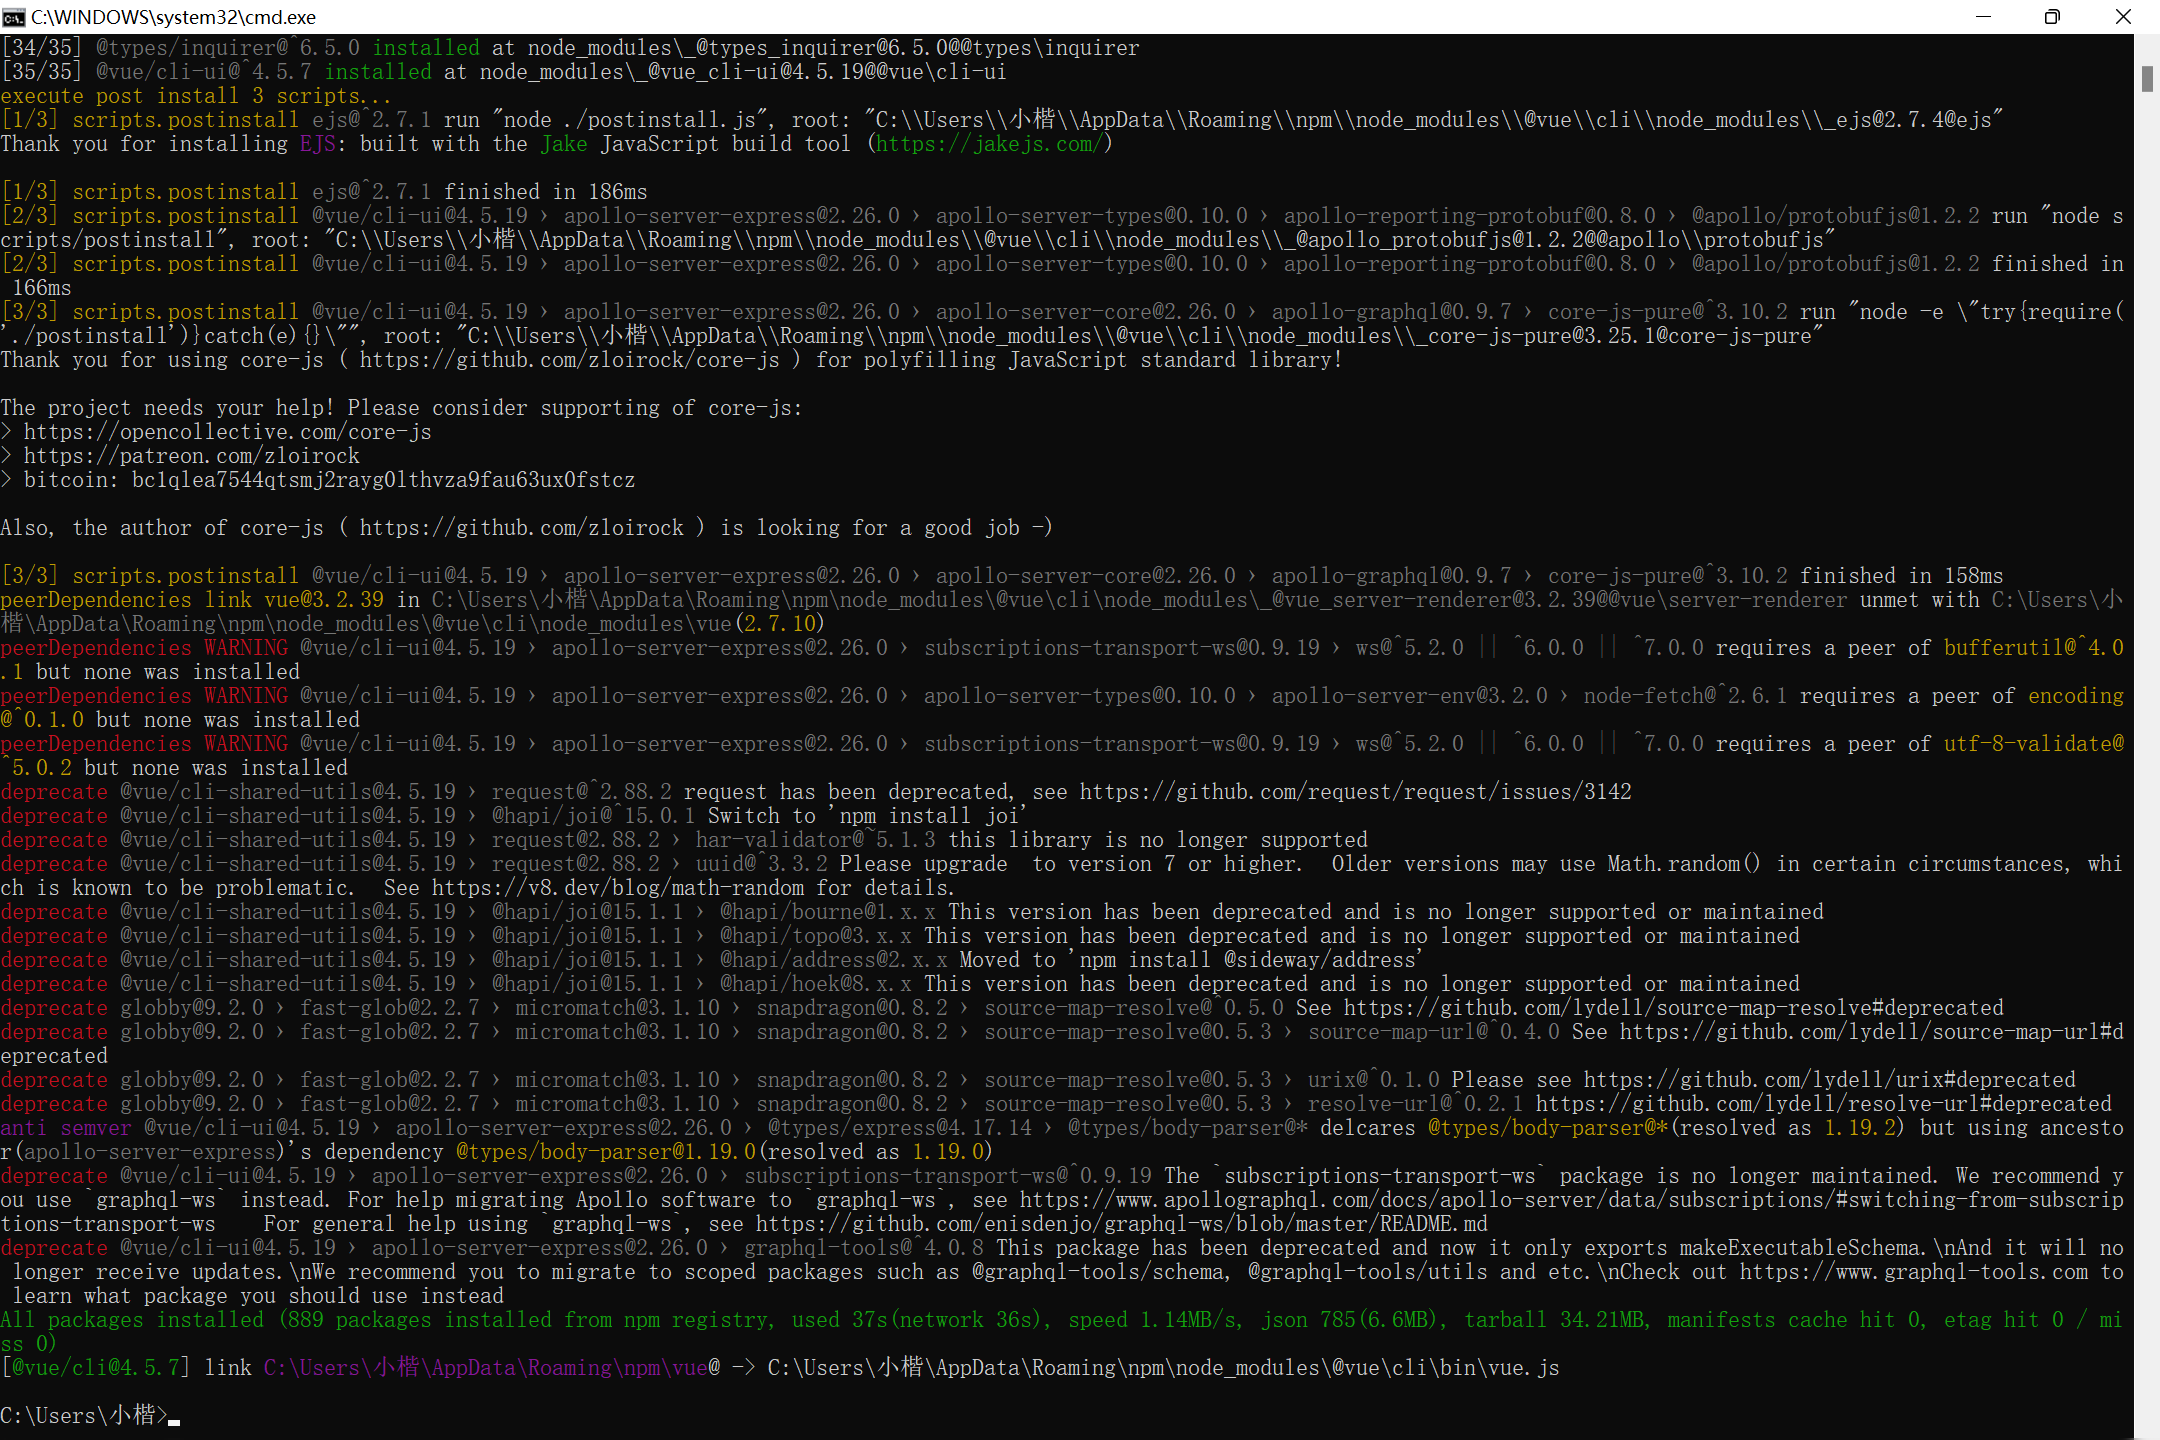 C:\WINDOWS\system32\cmd.exe
[34/35] @types/inquirer@^6.5.0 installed at node_modules\_@types_inquirer@6.5.0@@types\inquirer
[35/35] @vue/cli-ui@^4.5.7 installed at node_modules\_@vue_cli-ui@4.5.19@@vue\cli-ui
execute post install 3 scripts...
[1/3] scripts.postinstall ejs@^2.7.1 run "node ./postinstall.js", root: "C:\\Users\\小楷\\AppData\\Roaming\\npm\\node_modules\\@vue\\cli\\node_modules\\_ejs@2.7.4@ejs"
Thank you for installing EJS: built with the Jake JavaScript build tool (https://jakejs.com/)
[1/3] scripts.postinstall ejs@^2.7.1 finished in 186ms
[2/3] scripts.postinstall @vue/cli-ui@4.5.19 › apollo-server-express@2.26.0 › apollo-server-types@0.10.0 › apollo-reporting-protobuf@0.8.0 › @apollo/protobufjs@1.2.2 run "node s
cripts/postinstall", root: "C:\\Users\\小楷\\AppData\\Roaming\\npm\\node_modules\\@vue\\cli\\node_modules\\_@apollo_protobufjs@1.2.2@@apollo\\protobufjs"
[2/3] scripts.postinstall @vue/cli-ui@4.5.19 › apollo-server-express@2.26.0 › apollo-server-types@0.10.0 › apollo-reporting-protobuf@0.8.0 › @apollo/protobufjs@1.2.2 finished in
 166ms
[3/3] scripts.postinstall @vue/cli-ui@4.5.19 › apollo-server-express@2.26.0 › apollo-server-core@2.26.0 › apollo-graphql@0.9.7 › core-js-pure@^3.10.2 run "node -e \"try{require(
'./postinstall')}catch(e){}\"", root: "C:\\Users\\小楷\\AppData\\Roaming\\npm\\node_modules\\@vue\\cli\\node_modules\\_core-js-pure@3.25.1@core-js-pure"
Thank you for using core-js ( https://github.com/zloirock/core-js ) for polyfilling JavaScript standard library!
The project needs your help! Please consider supporting of core-js:
> https://opencollective.com/core-js
> https://patreon.com/zloirock
> bitcoin: bc1qlea7544qtsmj2rayg0lthvza9fau63ux0fstcz
Also, the author of core-js ( https://github.com/zloirock ) is looking for a good job -)
[3/3] scripts.postinstall @vue/cli-ui@4.5.19 › apollo-server-express@2.26.0 › apollo-server-core@2.26.0 › apollo-graphql@0.9.7 › core-js-pure@^3.10.2 finished in 158ms
peerDependencies link vue@3.2.39 in C:\Users\小楷\AppData\Roaming\npm\node_modules\@vue\cli\node_modules\_@vue_server-renderer@3.2.39@@vue\server-renderer unmet with C:\Users\小
楷\AppData\Roaming\npm\node_modules\@vue\cli\node_modules\vue(2.7.10)
peerDependencies WARNING @vue/cli-ui@4.5.19 › apollo-server-express@2.26.0 › subscriptions-transport-ws@0.9.19 › ws@^5.2.0 || ^6.0.0 || ^7.0.0 requires a peer of bufferutil@^4.0
.1 but none was installed
peerDependencies WARNING @vue/cli-ui@4.5.19 › apollo-server-express@2.26.0 › apollo-server-types@0.10.0 › apollo-server-env@3.2.0 › node-fetch@^2.6.1 requires a peer of encoding
@^0.1.0 but none was installed
peerDependencies WARNING @vue/cli-ui@4.5.19 › apollo-server-express@2.26.0 › subscriptions-transport-ws@0.9.19 › ws@^5.2.0 || ^6.0.0 || ^7.0.0 requires a peer of utf-8-validate@
^5.0.2 but none was installed
deprecate @vue/cli-shared-utils@4.5.19 › request@^2.88.2 request has been deprecated, see https://github.com/request/request/issues/3142
deprecate @vue/cli-shared-utils@4.5.19 › @hapi/joi@^15.0.1 Switch to 'npm install joi'
deprecate @vue/cli-shared-utils@4.5.19 › request@2.88.2 › har-validator@~5.1.3 this library is no longer supported
deprecate @vue/cli-shared-utils@4.5.19 › request@2.88.2 › uuid@^3.3.2 Please upgrade  to version 7 or higher.  Older versions may use Math.random() in certain circumstances, whi
ch is known to be problematic.  See https://v8.dev/blog/math-random for details.
deprecate @vue/cli-shared-utils@4.5.19 › @hapi/joi@15.1.1 › @hapi/bourne@1.x.x This version has been deprecated and is no longer supported or maintained
deprecate @vue/cli-shared-utils@4.5.19 › @hapi/joi@15.1.1 › @hapi/topo@3.x.x This version has been deprecated and is no longer supported or maintained
deprecate @vue/cli-shared-utils@4.5.19 › @hapi/joi@15.1.1 › @hapi/address@2.x.x Moved to 'npm install @sideway/address'
deprecate @vue/cli-shared-utils@4.5.19 › @hapi/joi@15.1.1 › @hapi/hoek@8.x.x This version has been deprecated and is no longer supported or maintained
deprecate globby@9.2.0 › fast-glob@2.2.7 › micromatch@3.1.10 › snapdragon@0.8.2 › source-map-resolve@^0.5.0 See https://github.com/lydell/source-map-resolve#deprecated
deprecate globby@9.2.0 › fast-glob@2.2.7 › micromatch@3.1.10 › snapdragon@0.8.2 › source-map-resolve@0.5.3 › source-map-url@^0.4.0 See https://github.com/lydell/source-map-url#d
eprecated
deprecate globby@9.2.0 › fast-glob@2.2.7 › micromatch@3.1.10 › snapdragon@0.8.2 › source-map-resolve@0.5.3 › urix@^0.1.0 Please see https://github.com/lydell/urix#deprecated
deprecate globby@9.2.0 › fast-glob@2.2.7 › micromatch@3.1.10 › snapdragon@0.8.2 › source-map-resolve@0.5.3 › resolve-url@^0.2.1 https://github.com/lydell/resolve-url#deprecated
anti semver @vue/cli-ui@4.5.19 › apollo-server-express@2.26.0 › @types/express@4.17.14 › @types/body-parser@* delcares @types/body-parser@*(resolved as 1.19.2) but using ancesto
r(apollo-server-express)'s dependency @types/body-parser@1.19.0(resolved as 1.19.0)
deprecate @vue/cli-ui@4.5.19 › apollo-server-express@2.26.0 › subscriptions-transport-ws@^0.9.19 The `subscriptions-transport-ws` package is no longer maintained. We recommend y
ou use `graphql-ws` instead. For help migrating Apollo software to `graphql-ws`, see https://www.apollographql.com/docs/apollo-server/data/subscriptions/#switching-from-subscrip
tions-transport-ws    For general help using `graphql-ws`, see https://github.com/enisdenjo/graphql-ws/blob/master/README.md
deprecate @vue/cli-ui@4.5.19 › apollo-server-express@2.26.0 › graphql-tools@^4.0.8 This package has been deprecated and now it only exports makeExecutableSchema.\nAnd it will no
 longer receive updates.\nWe recommend you to migrate to scoped packages such as @graphql-tools/schema, @graphql-tools/utils and etc.\nCheck out https://www.graphql-tools.com to
 learn what package you should use instead
All packages installed (889 packages installed from npm registry, used 37s(network 36s), speed 1.14MB/s, json 785(6.6MB), tarball 34.21MB, manifests cache hit 0, etag hit 0 / mi
ss 0)
[@vue/cli@4.5.7] link C:\Users\小楷\AppData\Roaming\npm\vue@ -> C:\Users\小楷\AppData\Roaming\npm\node_modules\@vue\cli\bin\vue.js
C:\Users\小楷>